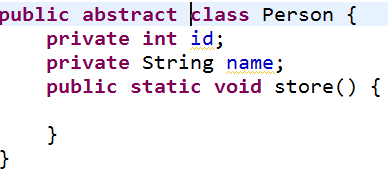 public abstract class Person {
    private int id;
    private String name;
    public static void store() {
    }
}